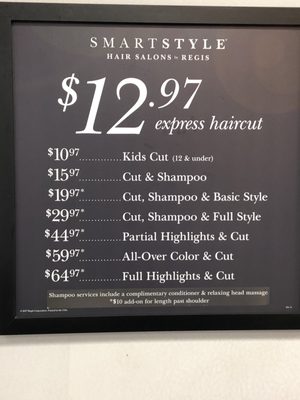 SMARTSTYLE
HAIR SALONS by REGIS
$12.97
express haircut
$10.97 ............ Kids Cut (12 & under)
$15.97 ............ Cut & Shampoo
$19.97* ........... Cut, Shampoo & Basic Style
$29.97* ........... Cut, Shampoo & Full Style
$44.97* ........... Partial Highlights & Cut
$59.97* ........... All-Over Color & Cut
$64.97* ........... Full Highlights & Cut
Shampoo services include a complimentary conditioner & relaxing head massage
*$10 add-on for length past shoulder